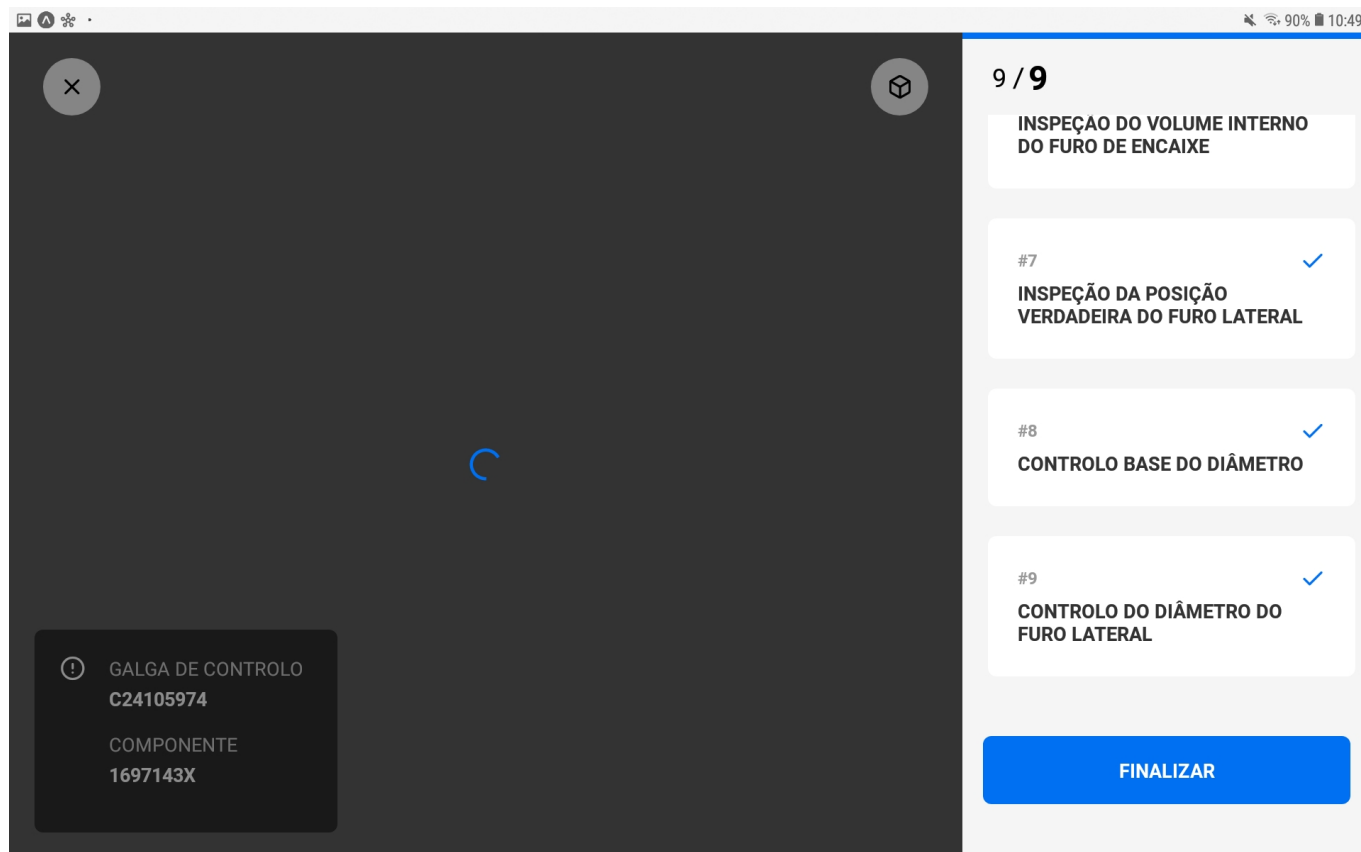 90% 10:49
9 / 9
INSPEÇÃO DO VOLUME INTERNO
DO FURO DE ENCAIXE
#7
INSPEÇÃO DA POSIÇÃO
VERDADEIRA DO FURO LATERAL
#8
CONTROLO BASE DO DIÂMETRO
#9
CONTROLO DO DIÂMETRO DO
FURO LATERAL
FINALIZAR
GALGA DE CONTROLO
C24105974
COMPONENTE
1697143X